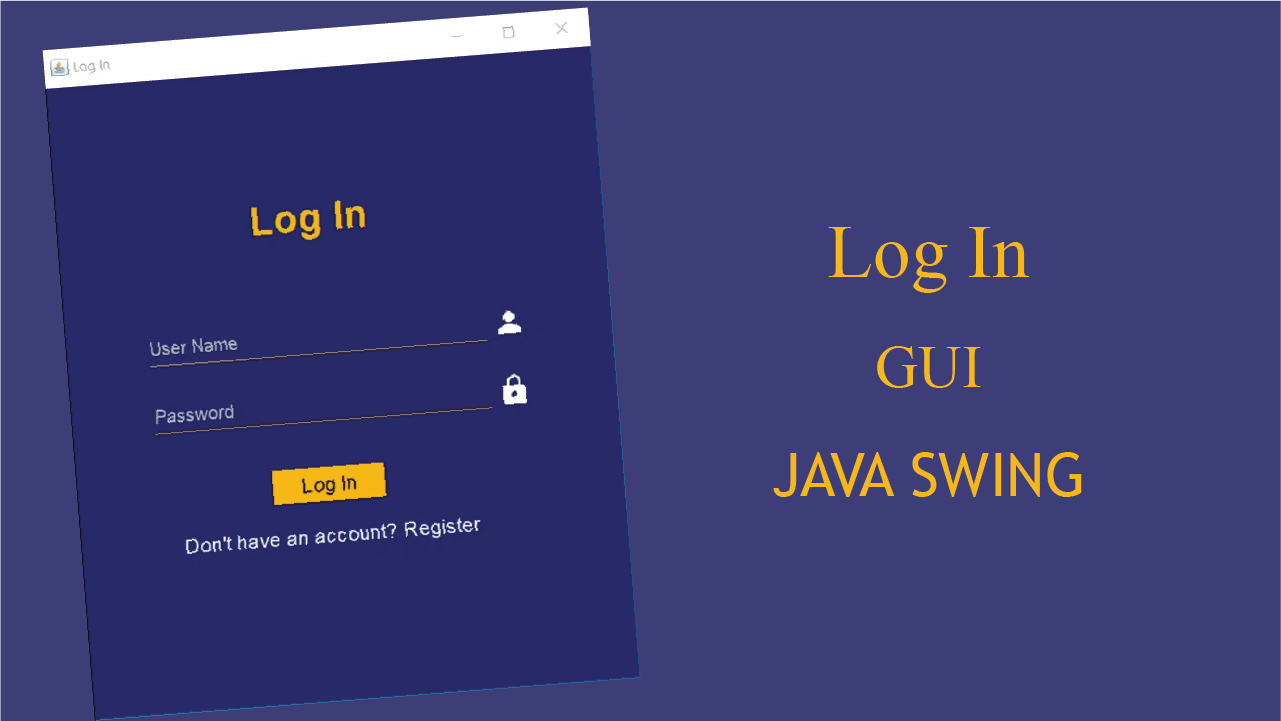 Log In
Log In
User Name
Password
Log In
Don't have an account? Register
Log In
GUI
JAVA SWING